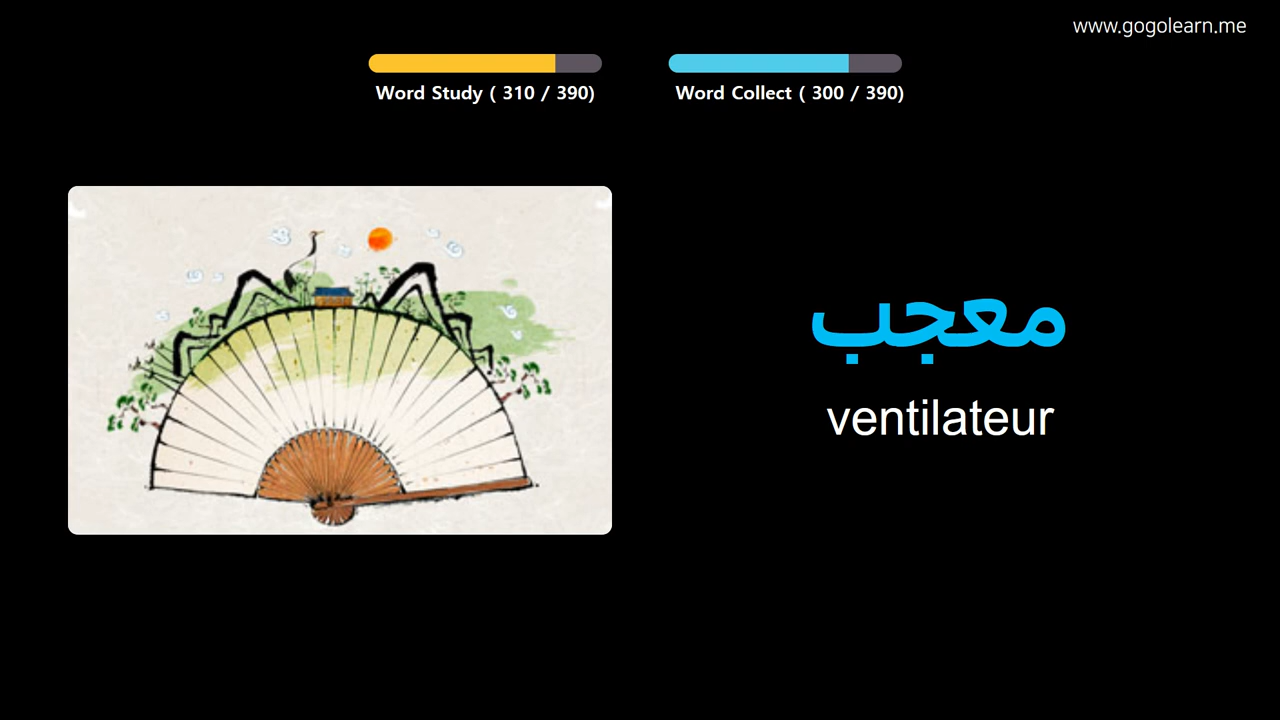 www.gogolearn.me
Word Study ( 310 / 390)
Word Collect ( 300 / 390)
معجب
ventilateur